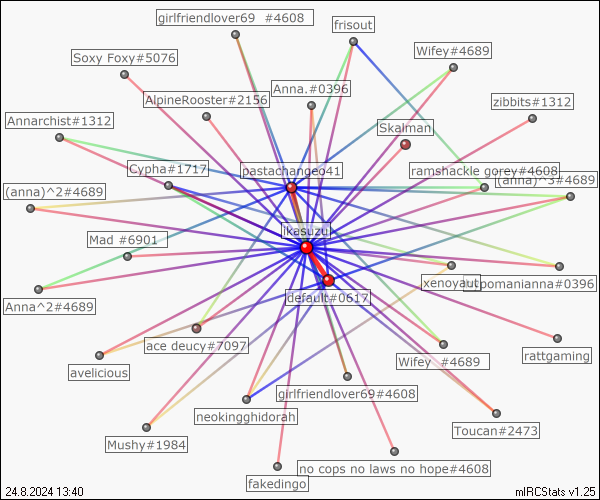 girlfriendlover69 #4608
frisout
Wifey#4689
Soxy Foxy#5076
AlpineRooster#2156
Anna.#0396
zibbits#1312
Annarchist#1312
Skalman
Cypha#1717
pastachangeo41
ramshackle gorey#4608
(anna)^3#4689
(anna)^2#4689
ikasuzu
Mad #6901
xenoyaut
default#0617
Anna^2#4689
ace deucy#7097
Wifey #4689
rattgaming
avelicious
girlfriendlover69#4608
neokingghidorah
Toucan#2473
Mushy#1984
no cops no laws no hope#4608
fakedingo
24.8.2024 13:40
mIRCStats v1.25